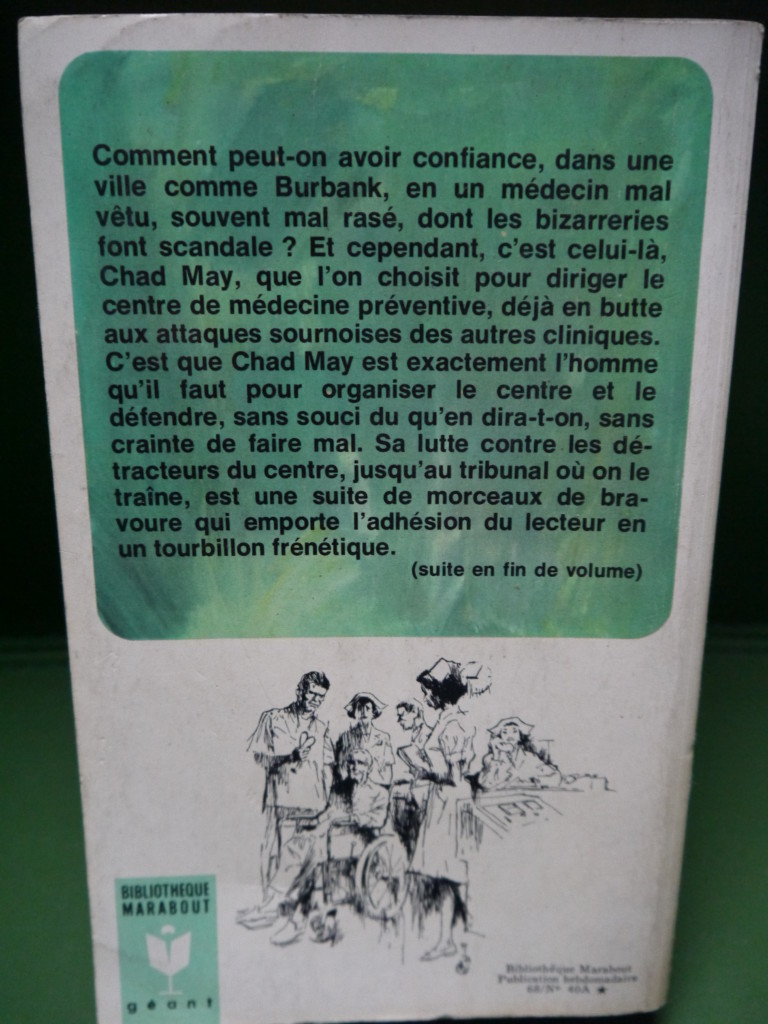 Comment peut-on avoir confiance, dans une
ville comme Burbank, en un médecin mal
vêtu, souvent mal rasé, dont les bizarreries
font scandale ? Et cependant, c'est celui-là,
Chad May, que l'on choisit pour diriger le
centre de médecine préventive, déjà en butte
aux attaques sournoises des autres cliniques.
C'est que Chad May est exactement l'homme
qu'il faut pour organiser le centre et le
défendre, sans souci du qu'en dira-t-on, sans
crainte de faire mal. Sa lutte contre les dé-
tracteurs du centre, jusqu'au tribunal où on le
traîne, est une suite de morceaux de bra-
voure qui emporte l'adhésion du lecteur en
un tourbillon frénétique.
(suite en fin de volume)
BIBLIOTHEQUE
MARABOUT
géant
Bibliothèque Marabout
Publication hebdomadaire